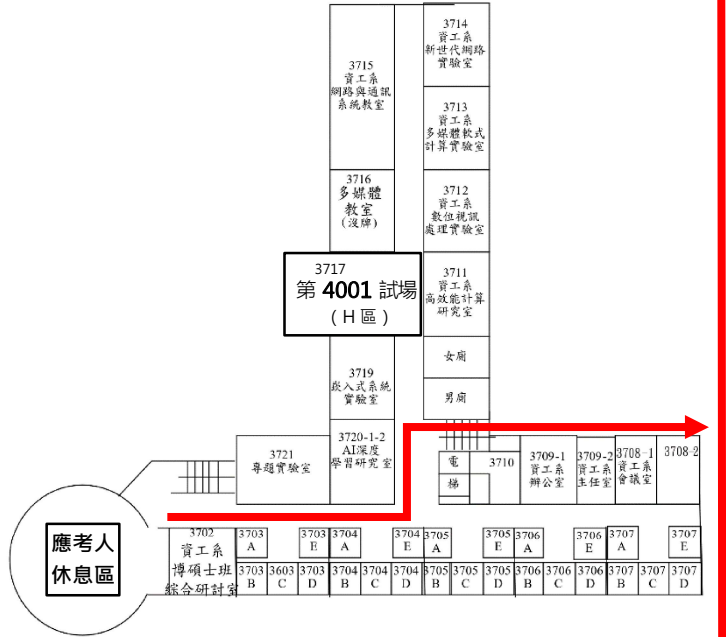 3714
資工系
新世代網路
實驗室
3715
資工系
網路與通訊
系統教室
3713
資工系
多媒體軟式
計算實驗室
3716
多媒體
教室
(沒牌)
3712
資工系
數位視訊
處理實驗室
3717
第 4001 試場
(H 區)
3711
資工系
高效能計算
研究室
女廁
3719
崁入式系統
實驗室
男廁
3720-1-2
AI深度
學習研究室
3721
專題實驗室
電
梯
3710
3709-1
資工系
辦公室
3709-2
資工系
主任室
3708-1
資工系
會議室
3708-2
應考人
休息區
3702
資工系
博碩士班
綜合研討室
3703
A
3703
E
3704
A
3704
E
3705
A
3705
E
3706
A
3706
E
3707
A
3707
E
3703
B
3603
C
3703
D
3704
B
3704
C
3704
D
3705
B
3705
C
3705
D
3706
B
3706
C
3706
D
3707
B
3707
C
3707
D